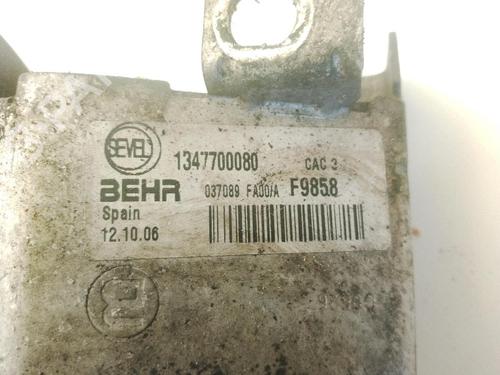 SEVEL
1347700080 CAC 3
BEHR 037089 FA00/A F9858
Spain
12.10.06